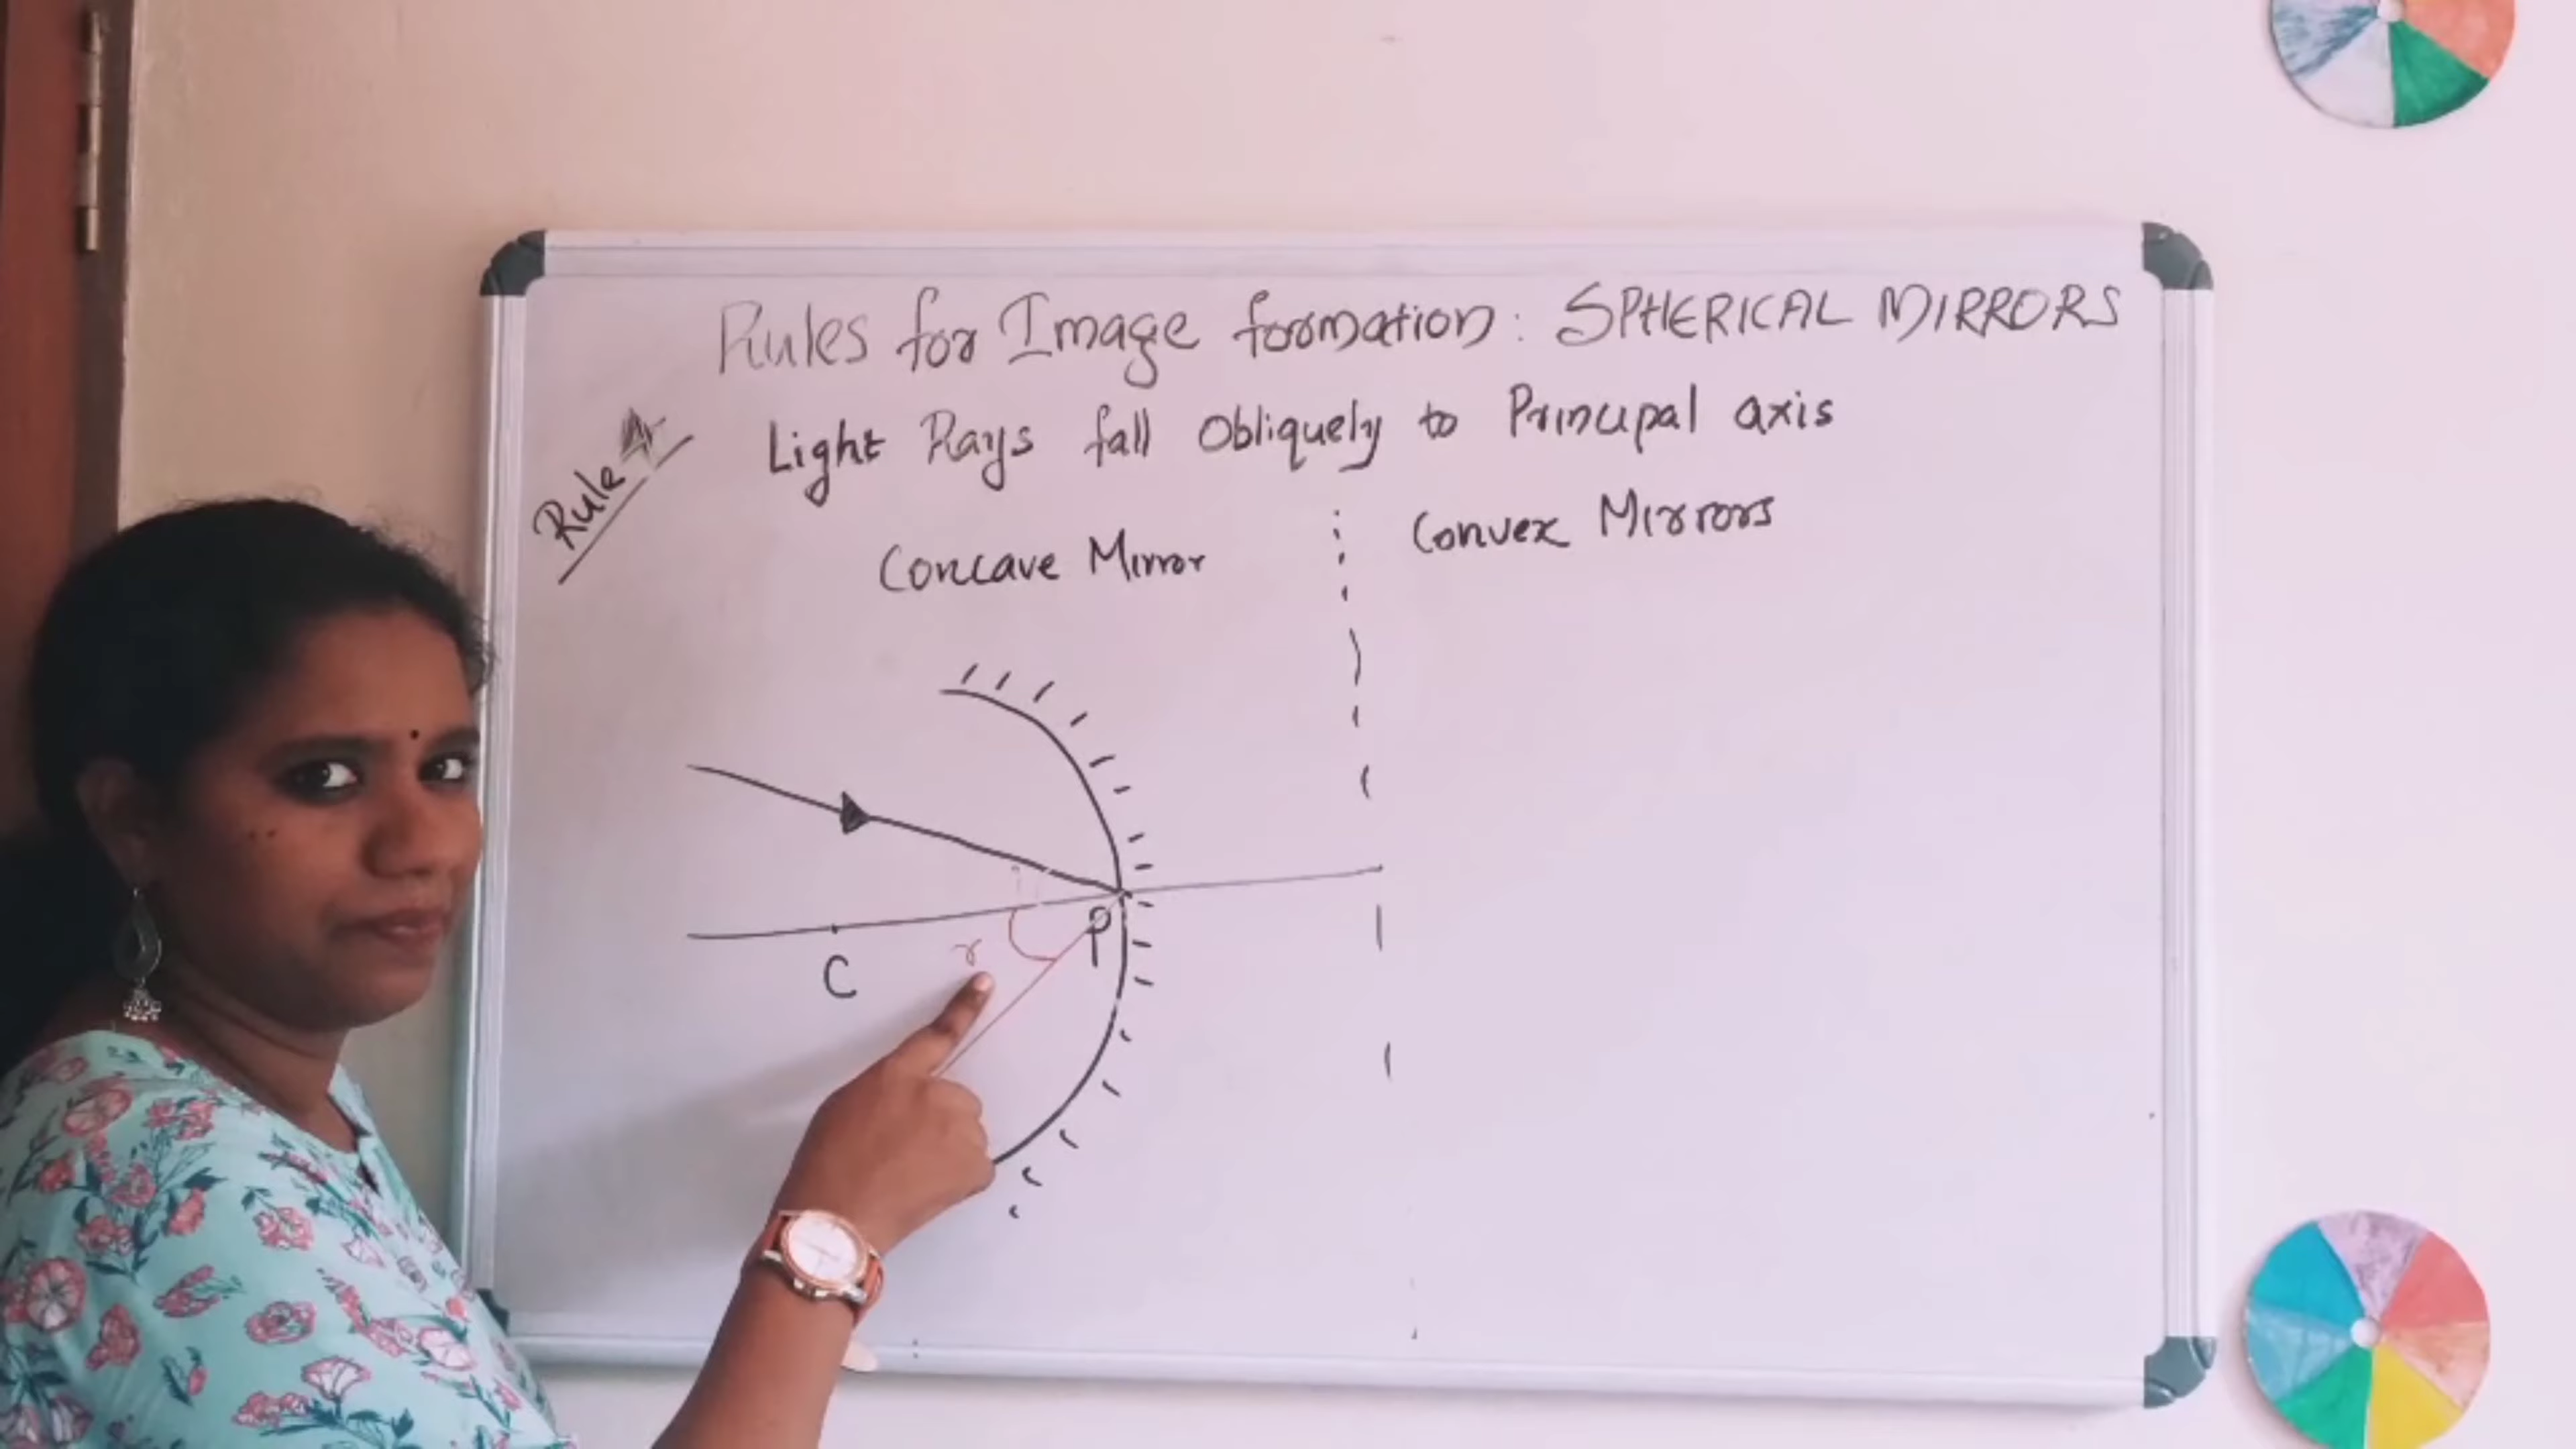 Rules for Image formation: SPHERICAL MIRRORS
Rule 4
Light Rays fall Obliquely to Principal axis
Concave Mirror
Convex Mirrors
i
P
r
C